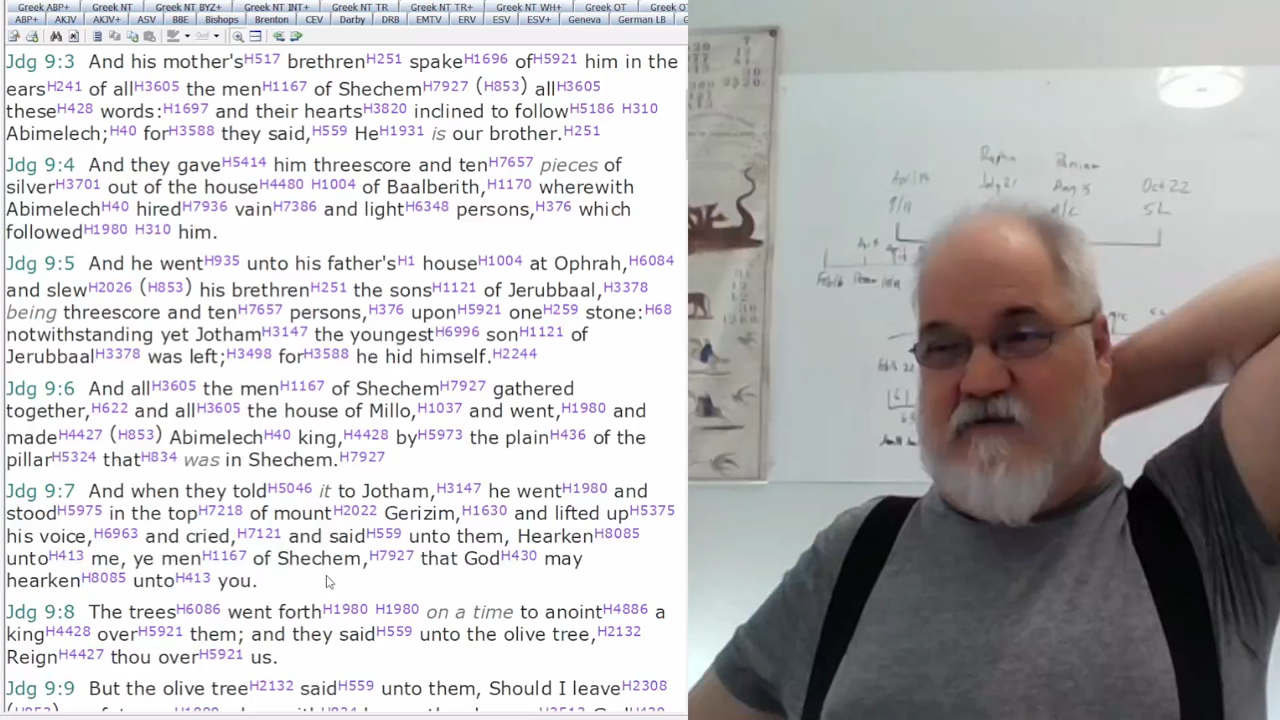 Greek ABP+ Greek NT Greek NT BYZ+ Greek NT INT+ Greek NT TR Greek NT TR+ Greek NT WH+ Greek OT Greek O
ABP+ AKJV AKJV+ ASV BBE Bishops Brenton CEV Darby DRB EMTV ERV ESV ESV+ Geneva German LB G
Jdg 9:3 And his mother'sH517 brethrenH251 spakeH1696 ofH5921 him in the
earsH241 of allH3605 the menH1167 of ShechemH7927 (H853) allH3605
theseH428 words:H1697 and their heartsH3820 inclined to followH5186 H310
Abimelech;H40 forH3588 they said,H559 HeH1931 is our brother.H251
Jdg 9:4 And they gaveH5414 him threescore and tenH7657 pieces of
silverH3701 out of the houseH4480 H1004 of Baalberith,H1170 wherewith
AbimelechH40 hiredH7936 vainH7386 and lightH6348 persons,H376 which
followedH1980 H310 him.
Jdg 9:5 And he wentH935 unto his father'sH1 houseH1004 at Ophrah,H6084
and slewH2026 (H853) his brethrenH251 the sonsH1121 of Jerubbaal,H3378
being threescore and tenH7657 persons,H376 uponH5921 oneH259 stone:H68
notwithstanding yet JothamH3147 the youngestH6996 sonH1121 of
JerubbaalH3378 was left;H3498 forH3588 he hid himself.H2244
Jdg 9:6 And allH3605 the menH1167 of ShechemH7927 gathered
together,H622 and allH3605 the house of Millo,H1037 and went,H1980 and
madeH4427 (H853) AbimelechH40 king,H4428 byH5973 the plainH436 of the
pillarH5324 thatH834 was in Shechem.H7927
Jdg 9:7 And when they toldH5046 it to Jotham,H3147 he wentH1980 and
stoodH5975 in the topH7218 of mountH2022 Gerizim,H1630 and lifted upH5375
his voice,H6963 and cried,H7121 and saidH559 unto them, HearkenH8085
untoH413 me, ye menH1167 of Shechem,H7927 that GodH430 may
hearkenH8085 untoH413 you.
Jdg 9:8 The treesH6086 went forthH1980 H1980 on a time to anointH4886 a
kingH4428 overH5921 them; and they saidH559 unto the olive tree,H2132
ReignH4427 thou overH5921 us.
Jdg 9:9 But the olive treeH2132 saidH559 unto them, Should I leaveH2308
Oct 22
9/11 SL